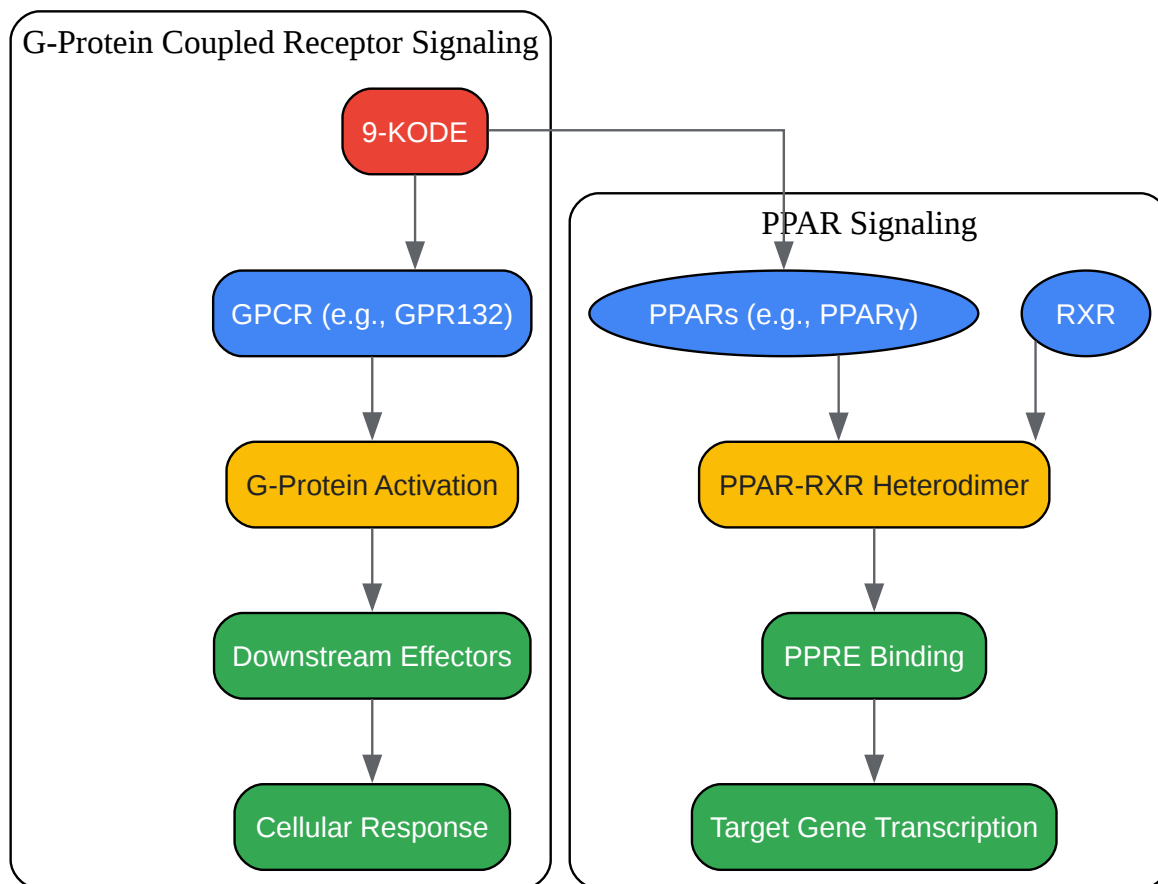 G-Protein Coupled Receptor Signaling
9-KODE
GPCR (e.g., GPR132)
G-Protein Activation
Downstream Effectors
Cellular Response
PPAR Signaling
PPARs (e.g., PPARγ)
RXR
PPAR-RXR Heterodimer
PPRE Binding
Target Gene Transcription